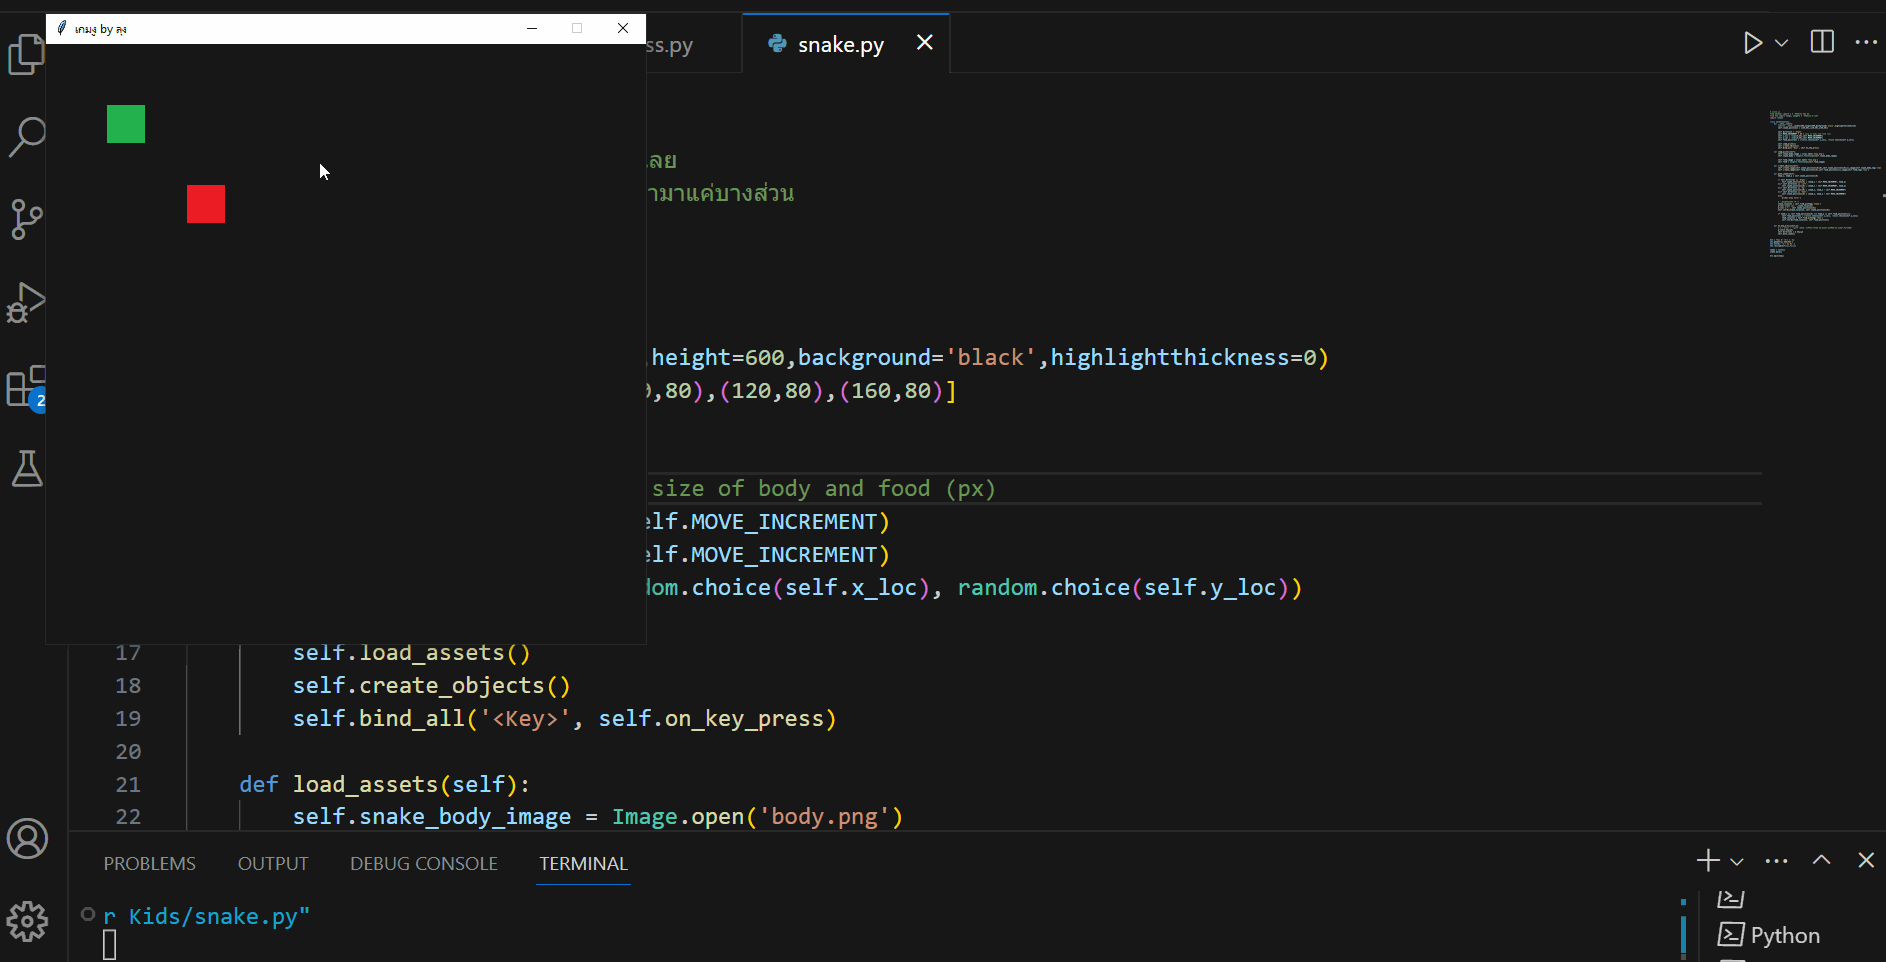 เกมงู by ลุง
ss.py
snake.py
ลย
ามาแค่บางส่วน
,height=600,background='black',highlightthickness=0)
,80),(120,80),(160,80)]
size of body and food (px)
elf.MOVE_INCREMENT)
elf.MOVE_INCREMENT)
dom.choice(self.x_loc), random.choice(self.y_loc))
17 self.load_assets()
18 self.create_objects()
19 self.bind_all('<Key>', self.on_key_press)
20
21 def load_assets(self):
22 self.snake_body_image = Image.open('body.png')
2
PROBLEMS OUTPUT DEBUG CONSOLE TERMINAL
r Kids/snake.py"
Python